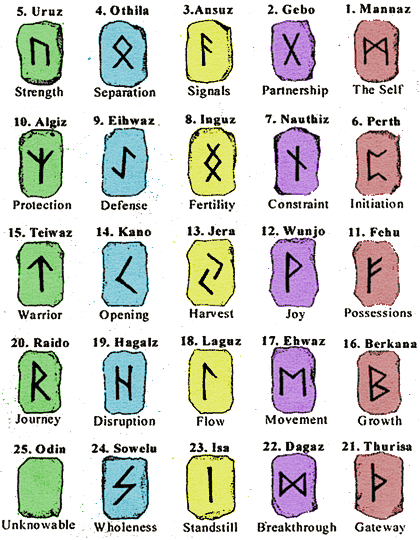 5. Uruz 4. Othila 3.Ansuz 2. Gebo 1. Mannaz
ᚢ ᛟ ᚨ ᚷ ᛗ
Strength Separation Signals Partnership The Self
10. Algiz 9. Eihwaz 8. Inguz 7. Nauthiz 6. Perth
ᛉ ᛇ ᛝ ᚾ ᛈ
Protection Defense Fertility Constraint Initiation
15. Teiwaz 14. Kano 13. Jera 12. Wunjo 11. Fehu
ᛏ ᚲ ᛃ ᚹ ᚠ
Warrior Opening Harvest Joy Possessions
20. Raido 19. Hagalz 18. Laguz 17. Ehwaz 16. Berkana
ᚱ ᚺ ᛚ ᛖ ᛒ
Journey Disruption Flow Movement Growth
25. Odin 24. Sowelu 23. Isa 22. Dagaz 21. Thurisa
ᛋ ᛁ ᛞ ᚦ
Unknowable Wholeness Standstill Breakthrough Gateway